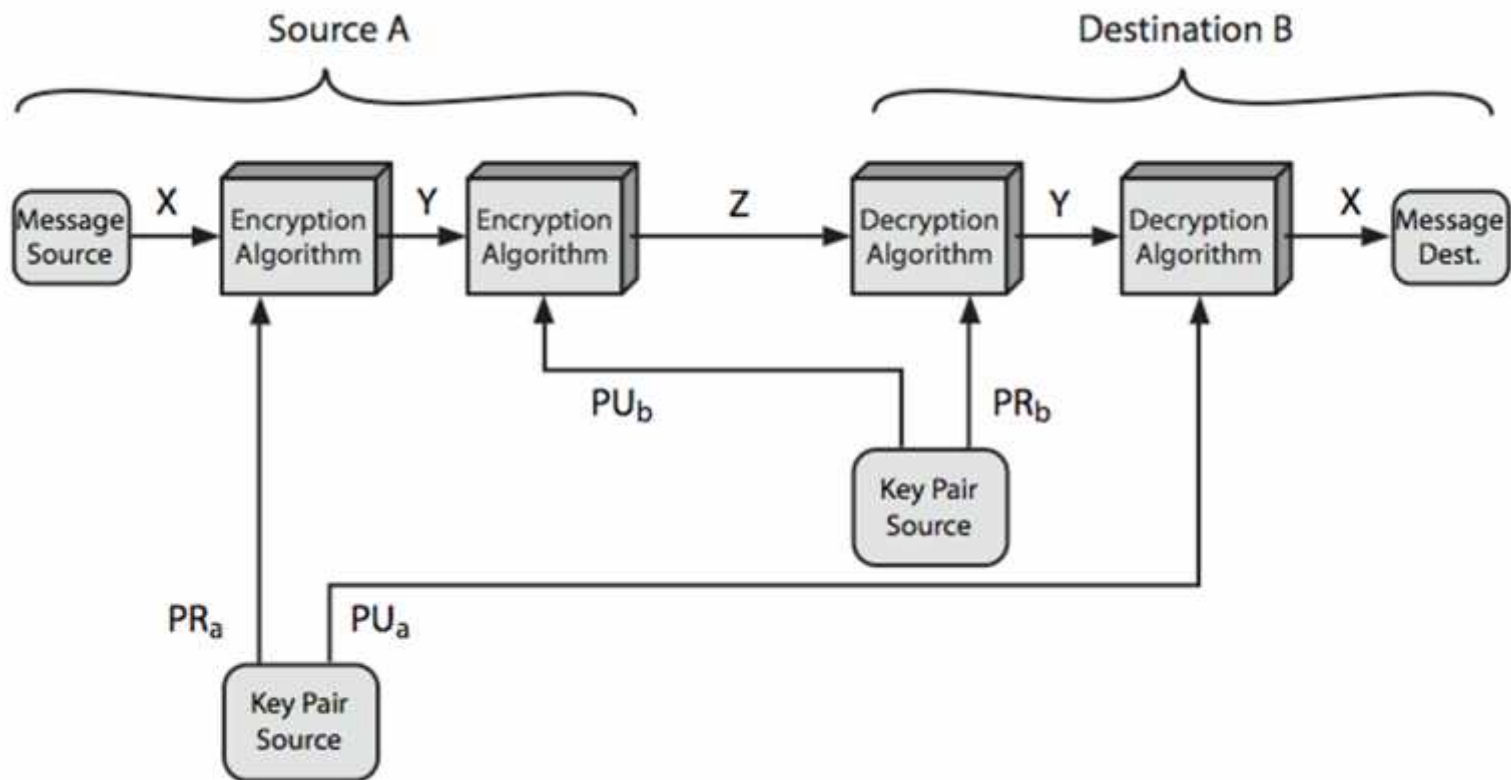 Source A
Destination B
Message
Source
X
Encryption
Algorithm
Y
Encryption
Algorithm
Z
Decryption
Algorithm
Y
Decryption
Algorithm
X
Message
Dest.
PUb
PRb
Key Pair
Source
PRa
PUa
Key Pair
Source